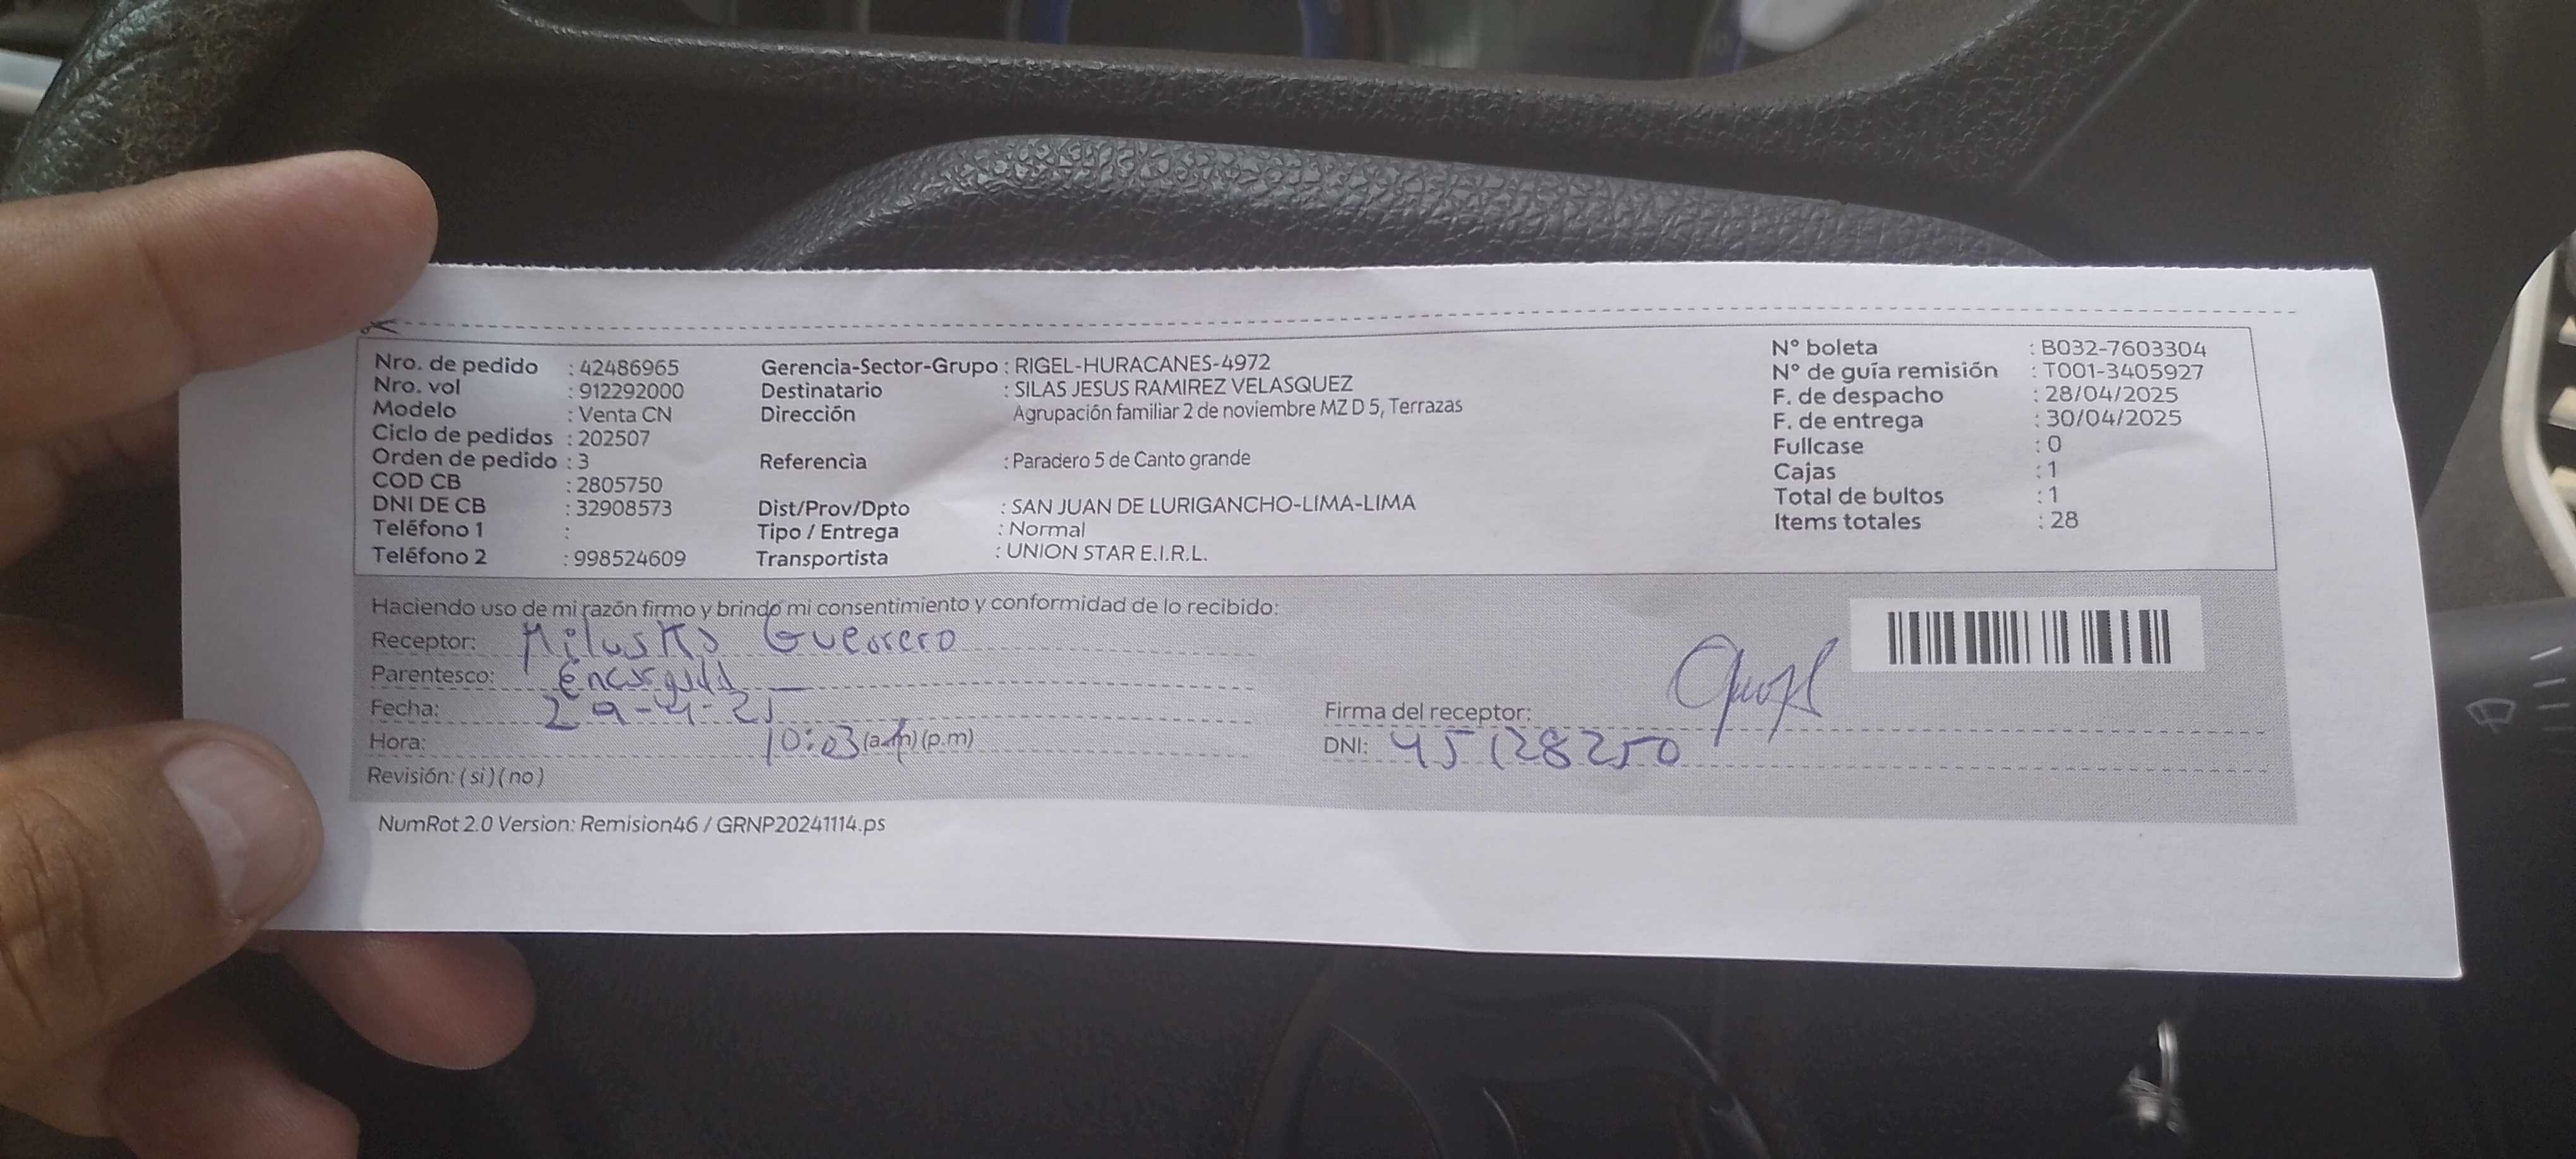 Nro. de pedido : 42486965 Gerencia-Sector-Grupo : RIGEL-HURACANES-4972 N° boleta : B032-7603304
Nro. vol : 912292000 Destinatario : SILAS JESUS RAMIREZ VELASQUEZ N° de guía remisión : T001-3405927
Modelo : Venta CN Dirección Agrupación familiar 2 de noviembre MZ D 5, Terrazas F. de despacho : 28/04/2025
Ciclo de pedidos : 202507 F. de entrega : 30/04/2025
Orden de pedido : 3 Referencia : Paradero 5 de Canto grande Fullcase : 0
COD CB : 2805750 Cajas : 1
DNI DE CB : 32908573 Dist/Prov/Dpto : SAN JUAN DE LURIGANCHO-LIMA-LIMA Total de bultos : 1
Teléfono 1 : Tipo / Entrega : Normal Items totales : 28
Teléfono 2 : 998524609 Transportista : UNION STAR E.I.R.L.
Haciendo uso de mi razón firmo y brindo mi consentimiento y conformidad de lo recibido:
Receptor: Guerrero
Parentesco: encargada
Fecha: 29-4-25 Firma del receptor:
Hora: 10:03 (a.m) (p.m) DNI: 45128250
Revisión: ( si ) ( no )
NumRot 2.0 Version: Remision46 / GRNP20241114.ps